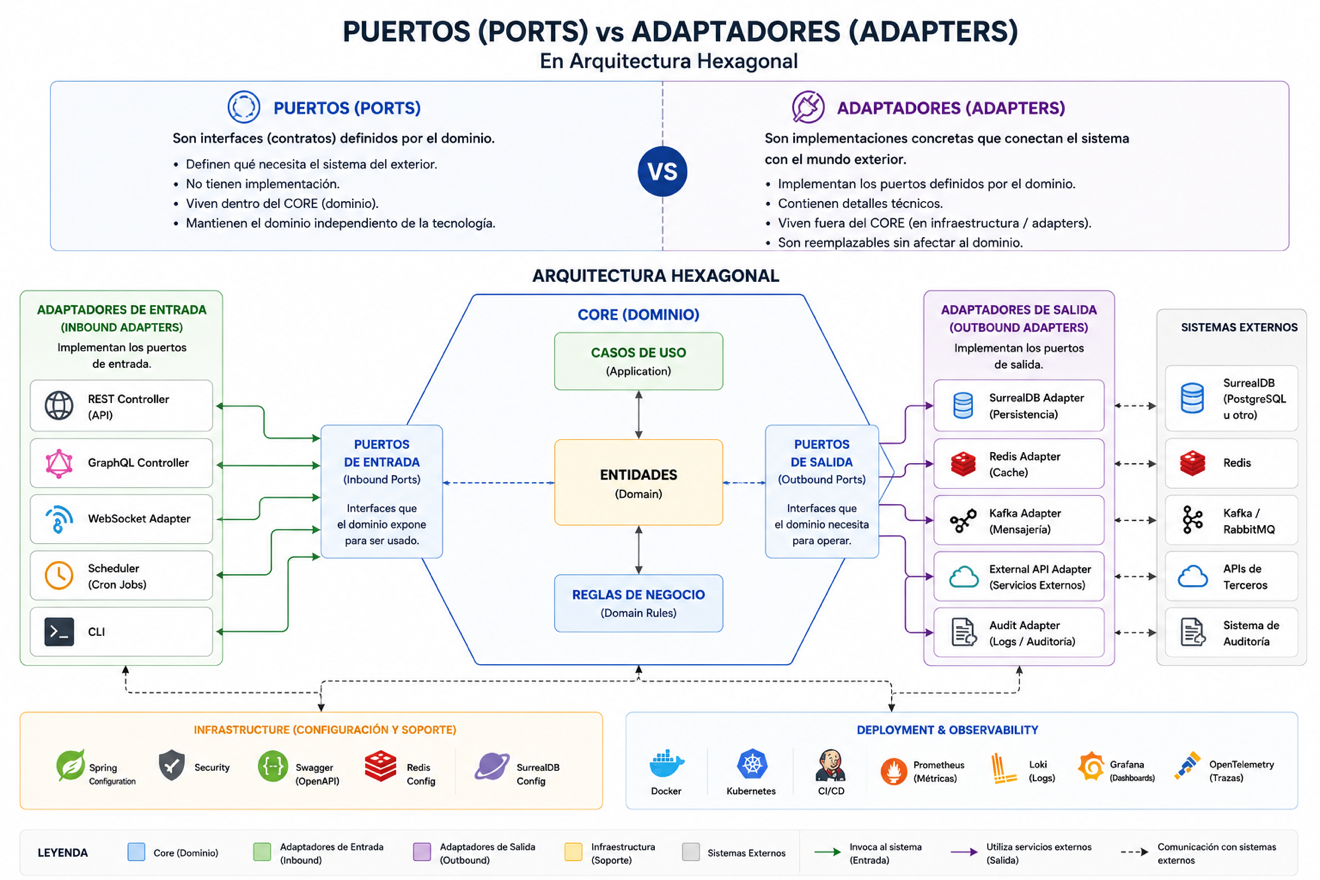 PUERTOS (PORTS) vs ADAPTADORES (ADAPTERS)
En Arquitectura Hexagonal
PUERTOS (PORTS)
Son interfaces (contratos) definidos por el dominio.
• Definen qué necesita el sistema del exterior.
• No tienen implementación.
• Viven dentro del CORE (dominio).
• Mantienen el dominio independiente de la tecnología.
VS
ADAPTADORES (ADAPTERS)
Son implementaciones concretas que conectan el sistema
con el mundo exterior.
• Implementan los puertos definidos por el dominio.
• Contienen detalles técnicos.
• Viven fuera del CORE (en infraestructura / adapters).
• Son reemplazables sin afectar al dominio.
ARQUITECTURA HEXAGONAL
ADAPTADORES DE ENTRADA
(INBOUND ADAPTERS)
Implementan los puertos
de entrada.
REST Controller
(API)
GraphQL Controller
WebSocket Adapter
Scheduler
(Cron Jobs)
CLI
PUERTOS
DE ENTRADA
(Inbound Ports)
Interfaces que
el dominio expone
para ser usado.
CORE (DOMINIO)
CASOS DE USO
(Application)
ENTIDADES
(Domain)
REGLAS DE NEGOCIO
(Domain Rules)
PUERTOS
DE SALIDA
(Outbound Ports)
Interfaces que
el dominio necesita
para operar.
ADAPTADORES DE SALIDA
(OUTBOUND ADAPTERS)
Implementan los puertos
de salida.
SurrealDB Adapter
(Persistencia)
Redis Adapter
(Cache)
Kafka Adapter
(Mensajería)
External API Adapter
(Servicios Externos)
Audit Adapter
(Logs / Auditoría)
SISTEMAS EXTERNOS
SurrealDB
(PostgreSQL
u otro)
Redis
Kafka /
RabbitMQ
APIs de
Terceros
Sistema de
Auditoría
INFRASTRUCTURE (CONFIGURACIÓN Y SOPORTE)
Spring
Configuration
Security
Swagger
(OpenAPI)
Redis
Config
SurrealDB
Config
DEPLOYMENT & OBSERVABILITY
Docker
Kubernetes
CI/CD
Prometheus
(Métricas)
Loki
(Logs)
Grafana
(Dashboards)
OpenTelemetry
(Trazas)
LEYENDA
Core (Dominio)
Adaptadores de Entrada
(Inbound)
Adaptadores de Salida
(Outbound)
Infraestructura
(Soporte)
Sistemas Externos
Invoca al sistema
(Entrada)
Utiliza servicios externos
(Salida)
Comunicación con sistemas
externos